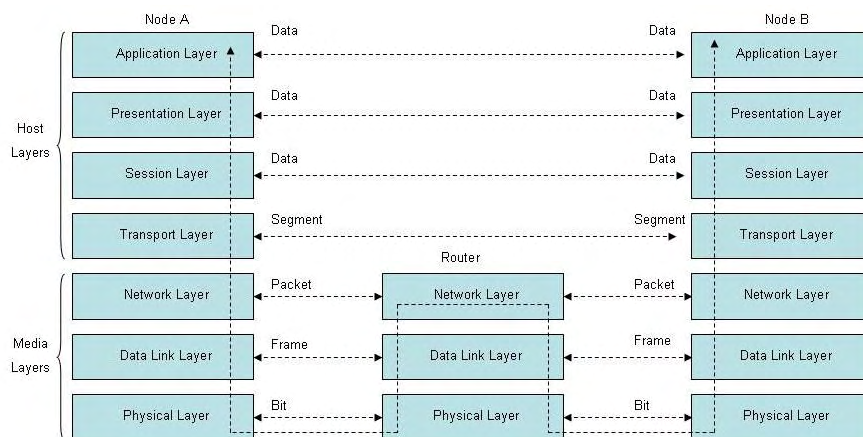 Node A
Node B
Data
Data
Application Layer
Application Layer
Data
Data
Presentation Layer
Presentation Layer
Host
Layers
Data
Data
Session Layer
Session Layer
Segment
Segment
Transport Layer
Transport Layer
Router
Packet
Packet
Network Layer
Network Layer
Network Layer
Media
Layers
Frame
Frame
Data Link Layer
Data Link Layer
Data Link Layer
Bit
Bit
Physical Layer
Physical Layer
Physical Layer